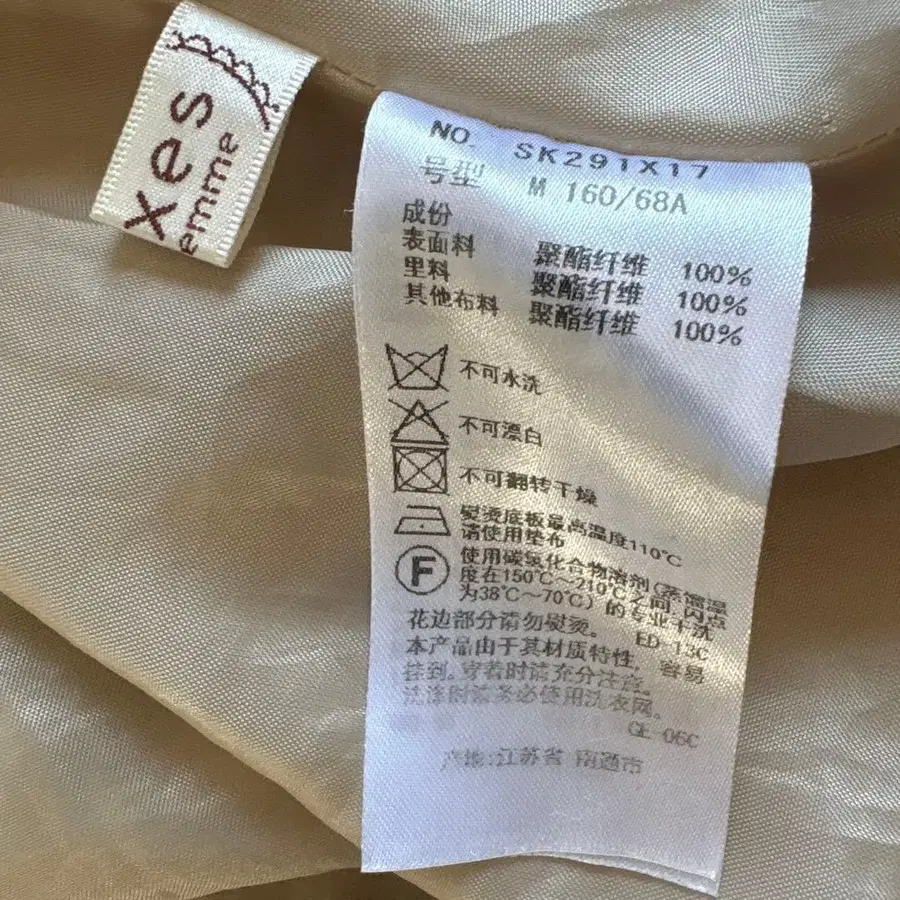 xes
emme
NO. SK291X17
号型 M 160/68A
成份
表面料 聚酯纤维 100%
里料 聚酯纤维 100%
其他布料 聚酯纤维 100%
不可水洗
不可漂白
不可翻转干燥
熨烫底板最高温度110℃
请使用垫布
F
使用碳氢化合物溶剂(蒸馏温
度在150℃~210℃之间,闪点
为38℃~70℃)的专业干洗
ED-13C
花边部分请勿熨烫。
本产品由于其材质特性,容易
挂到.穿着时请充分注意。
洗涤时请务必使用洗衣网。
GE-06C
产地:江苏省 南通市